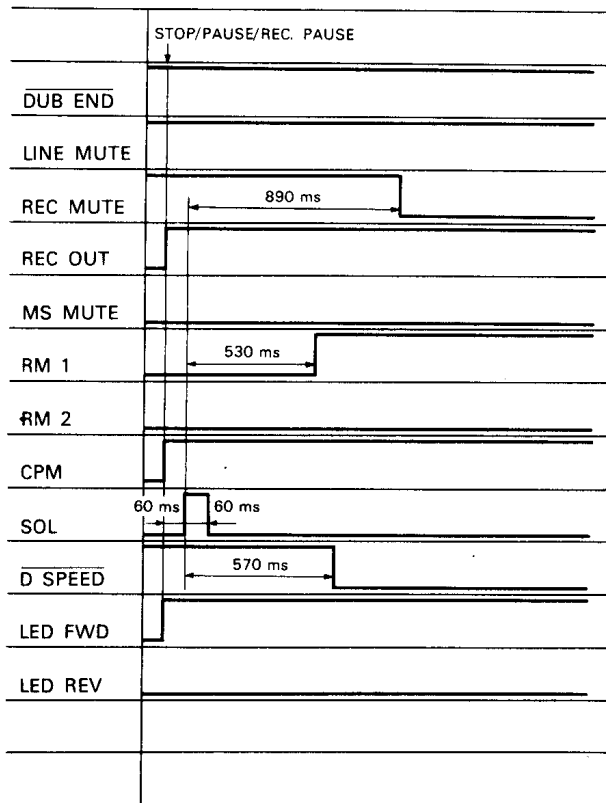 STOP/PAUSE/REC. PAUSE
DUB END
LINE MUTE
REC MUTE
890 ms
REC OUT
MS MUTE
RM 1
530 ms
RM 2
CPM
SOL
60 ms
60 ms
D SPEED
570 ms
LED FWD
LED REV